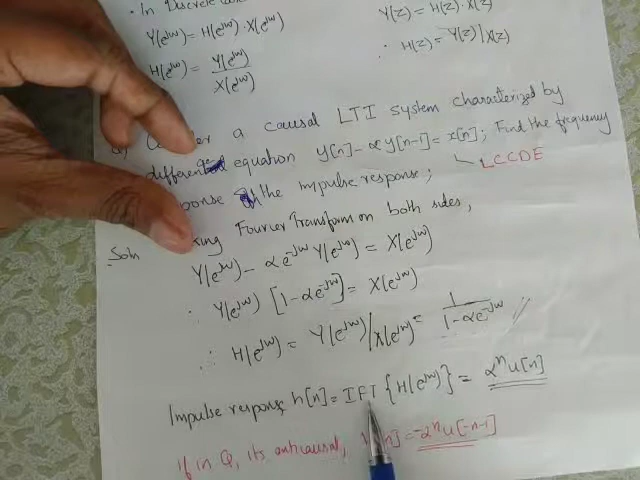 · In Discrete
Y(e^jω) = H(e^jω) · X(e^jω)
H(e^jω) = Y(e^jω) / X(e^jω)
Y(Z) = H(Z) · X(Z)
∴ H(Z) = Y(Z) | X(Z)
a causal LTI system characterized by
equation y[n] - αy[n-1] = x[n]; Find the frequency
the impulse response;
LCCDE
Soln
Fourier Transform on both sides,
Y(e^jω) - αe^-jω Y(e^jω) = X(e^jω)
∴ Y(e^jω) [1 - αe^-jω] = X(e^jω)
∴ H(e^jω) = Y(e^jω)/X(e^jω) = 1 / 1 - αe^-jω //
Impulse response h[n] = IFT {H(e^jω)} = α^n u[n]
If in Q, its anticausal, [n] = -α^n u[-n-1]